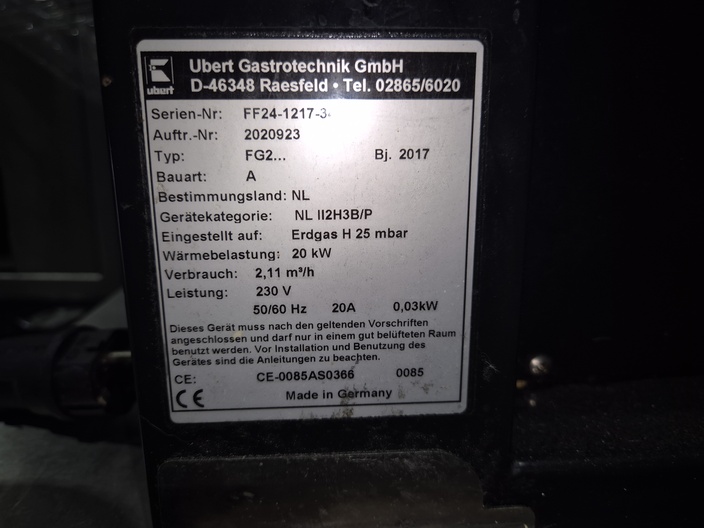 ubert
Ubert Gastrotechnik GmbH
D-46348 Raesfeld • Tel. 02865/6020
Serien-Nr: FF24-1217-3
Auftr.-Nr: 2020923
Typ: FG2... Bj. 2017
Bauart: A
Bestimmungsland: NL
Gerätekategorie: NL II2H3B/P
Eingestellt auf: Erdgas H 25 mbar
Wärmebelastung: 20 kW
Verbrauch: 2,11 m³/h
Leistung: 230 V
50/60 Hz 20A 0,03kW
Dieses Gerät muss nach den geltenden Vorschriften
angeschlossen und darf nur in einem gut belüfteten Raum
benutzt werden. Vor Installation und Benutzung des
Gerätes sind die Anleitungen zu beachten.
CE: CE-0085AS0366 0085
CE Made in Germany